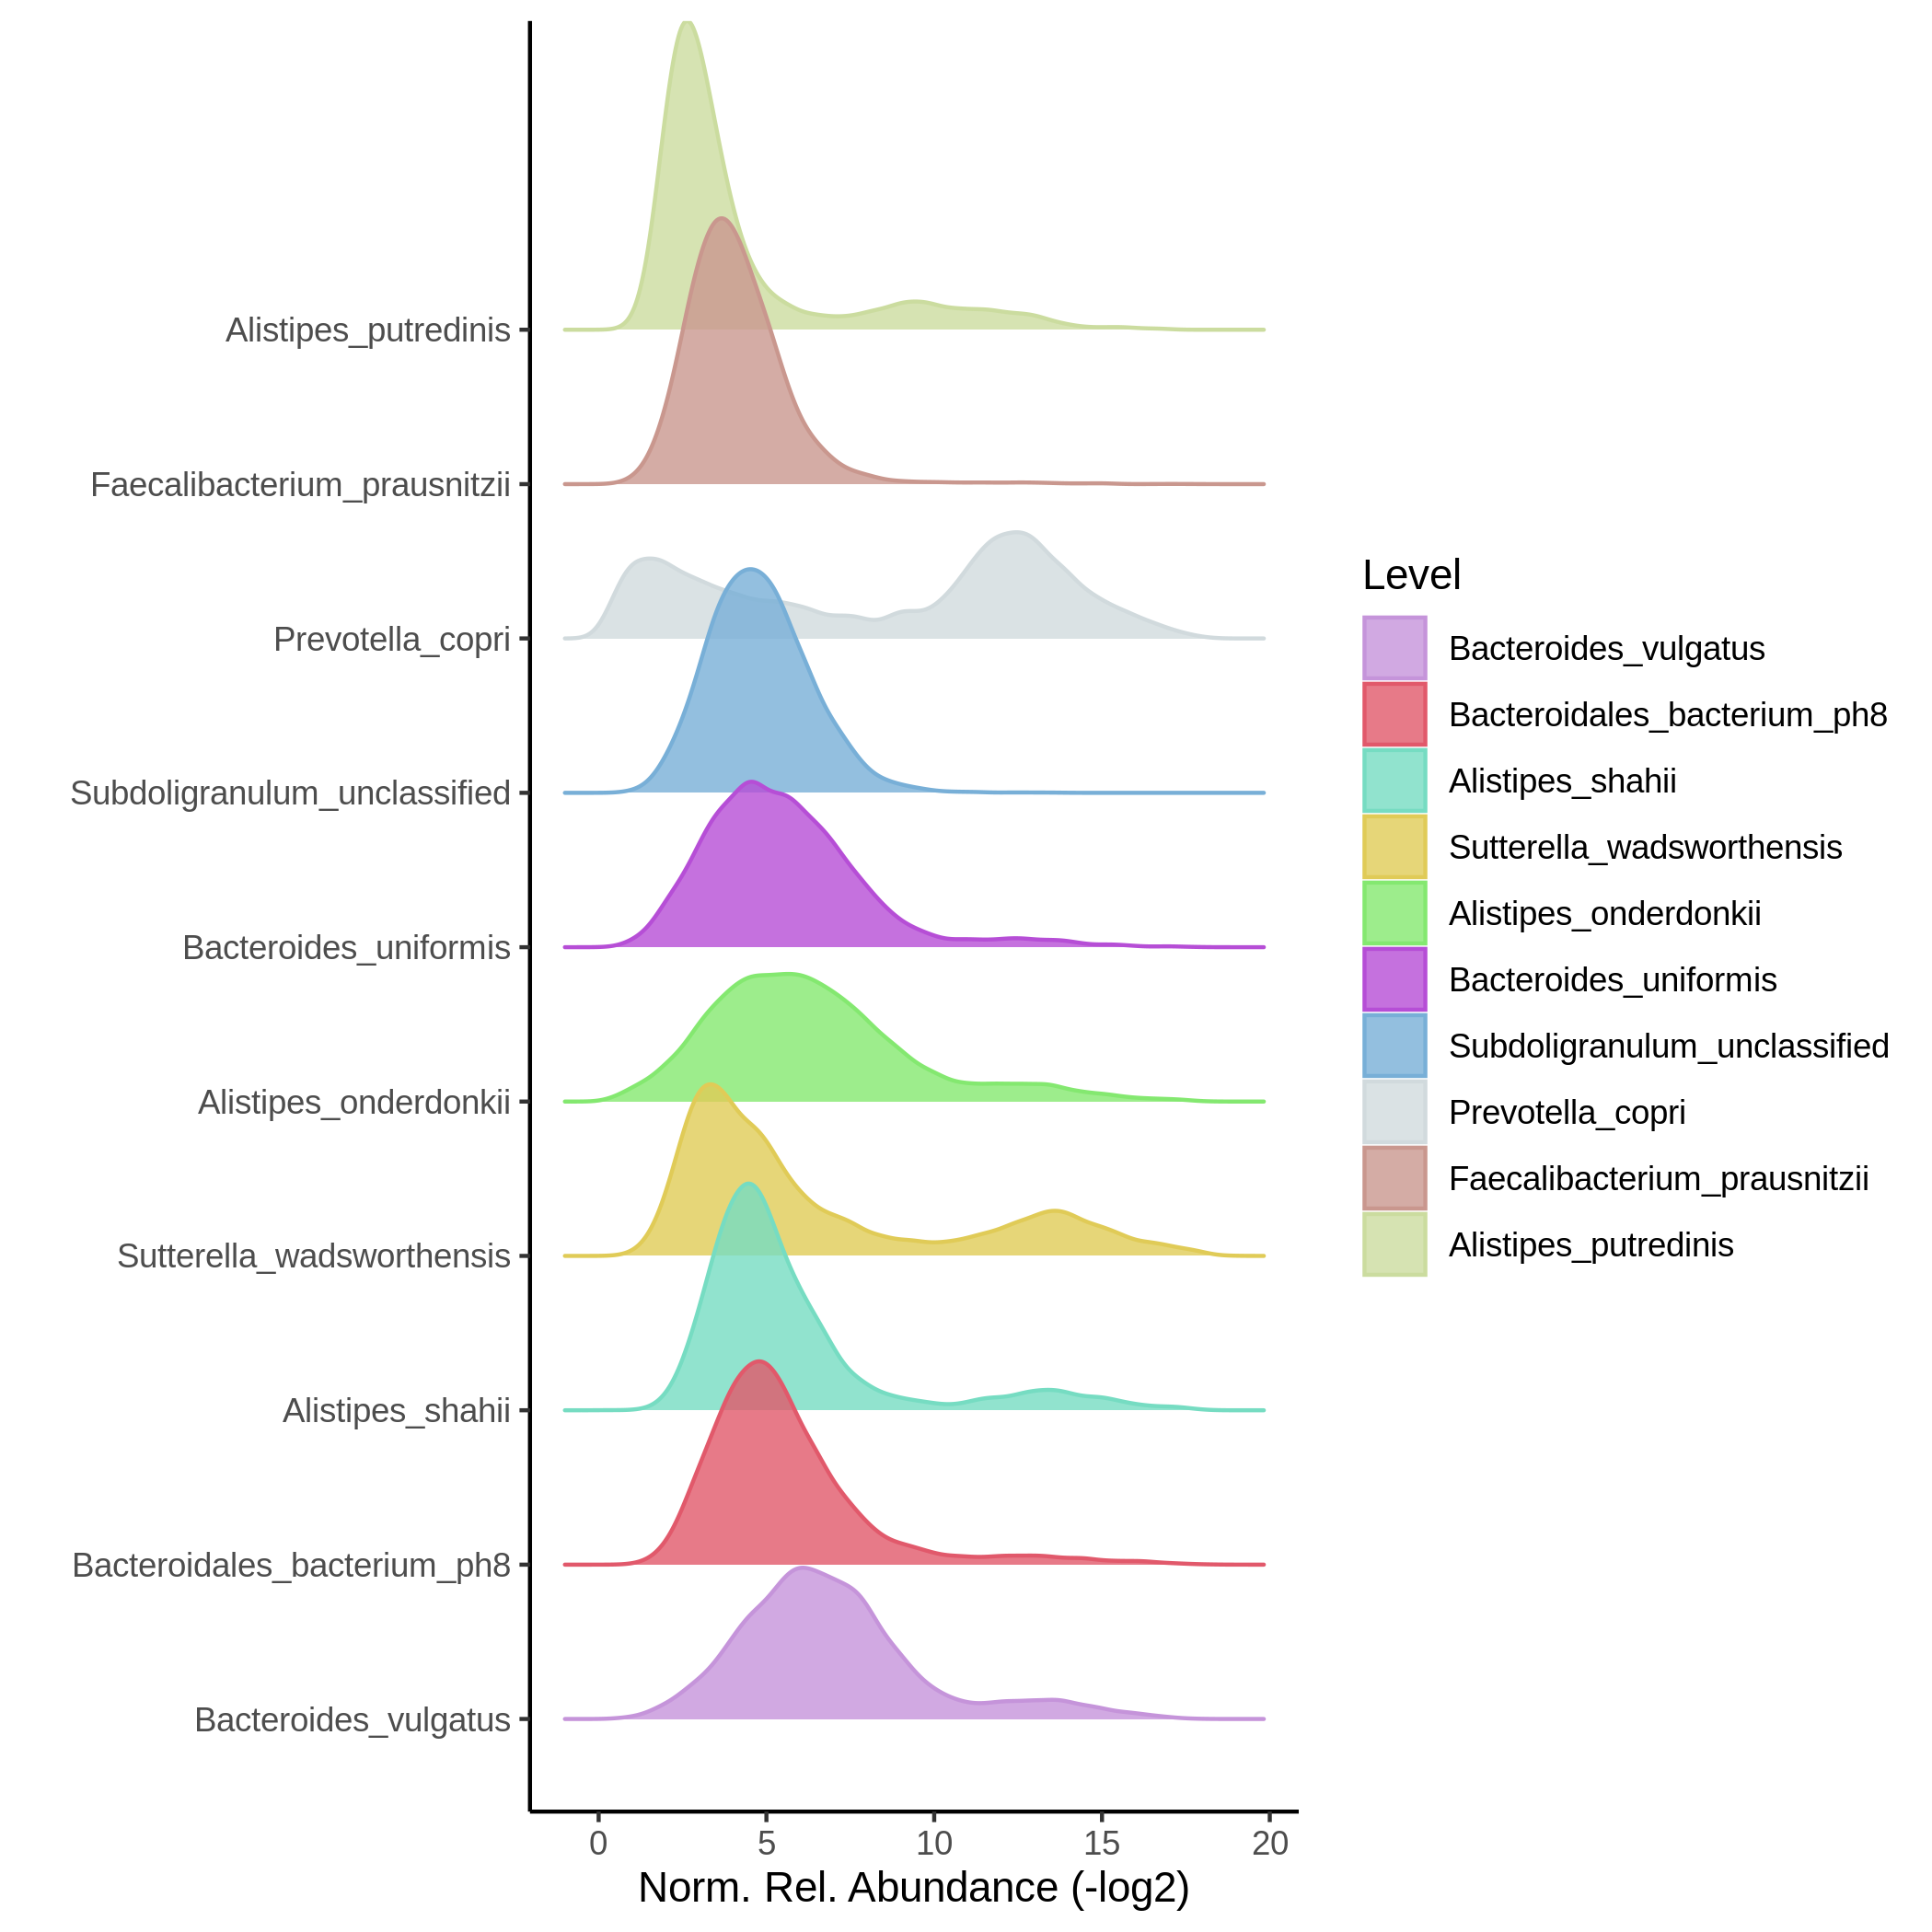 Alistipes_putredinis
Faecalibacterium_prausnitzii
Prevotella_copri
Subdoligranulum_unclassified
Bacteroides_uniformis
Alistipes_onderdonkii
Sutterella_wadsworthensis
Alistipes_shahii
Bacteroidales_bacterium_ph8
Bacteroides_vulgatus
0 5 10 15 20
Norm. Rel. Abundance (-log2)
Level
Bacteroides_vulgatus
Bacteroidales_bacterium_ph8
Alistipes_shahii
Sutterella_wadsworthensis
Alistipes_onderdonkii
Bacteroides_uniformis
Subdoligranulum_unclassified
Prevotella_copri
Faecalibacterium_prausnitzii
Alistipes_putredinis